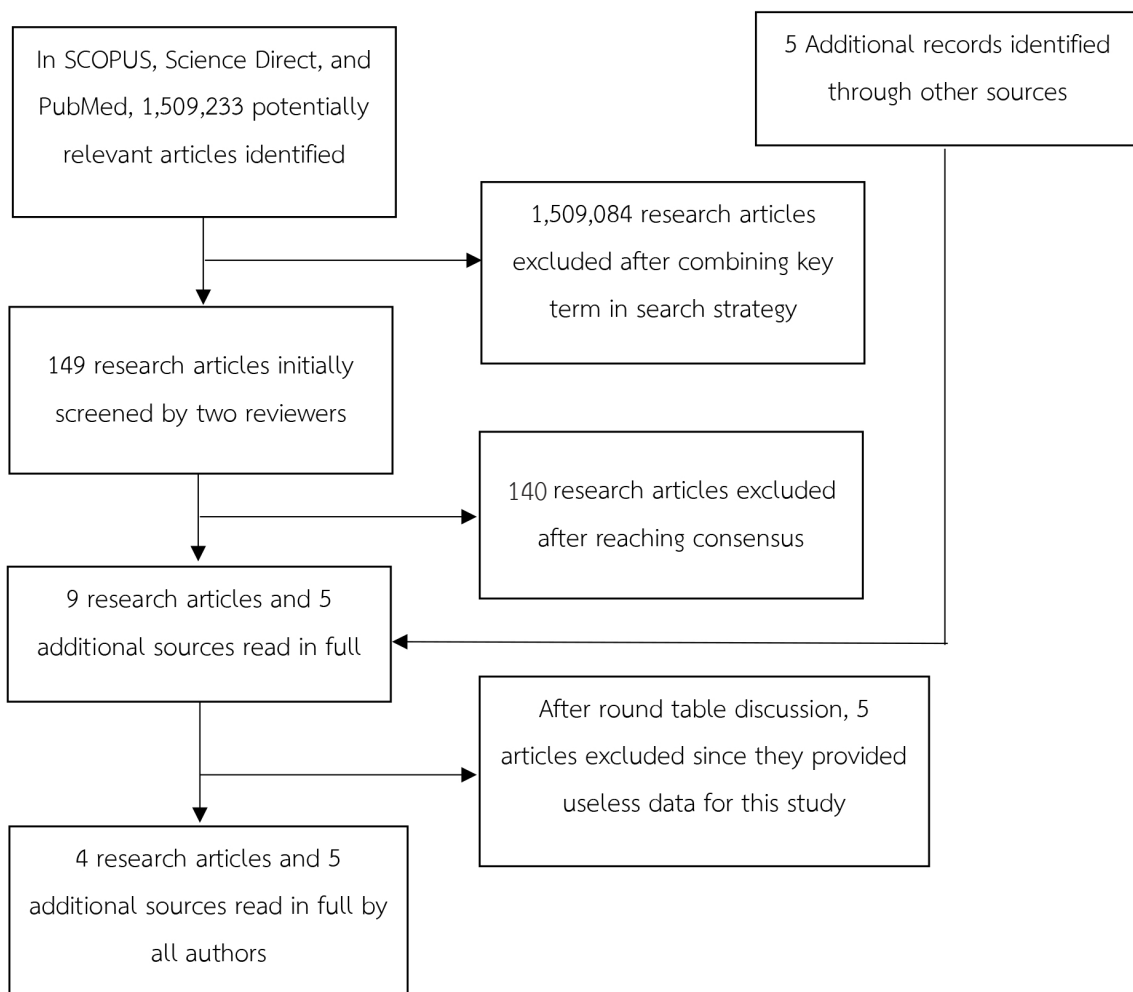 In SCOPUS, Science Direct, and
PubMed, 1,509,233 potentially
relevant articles identified
5 Additional records identified
through other sources
1,509,084 research articles
excluded after combining key
term in search strategy
149 research articles initially
screened by two reviewers
140 research articles excluded
after reaching consensus
9 research articles and 5
additional sources read in full
After round table discussion, 5
articles excluded since they provided
useless data for this study
4 research articles and 5
additional sources read in full by
all authors